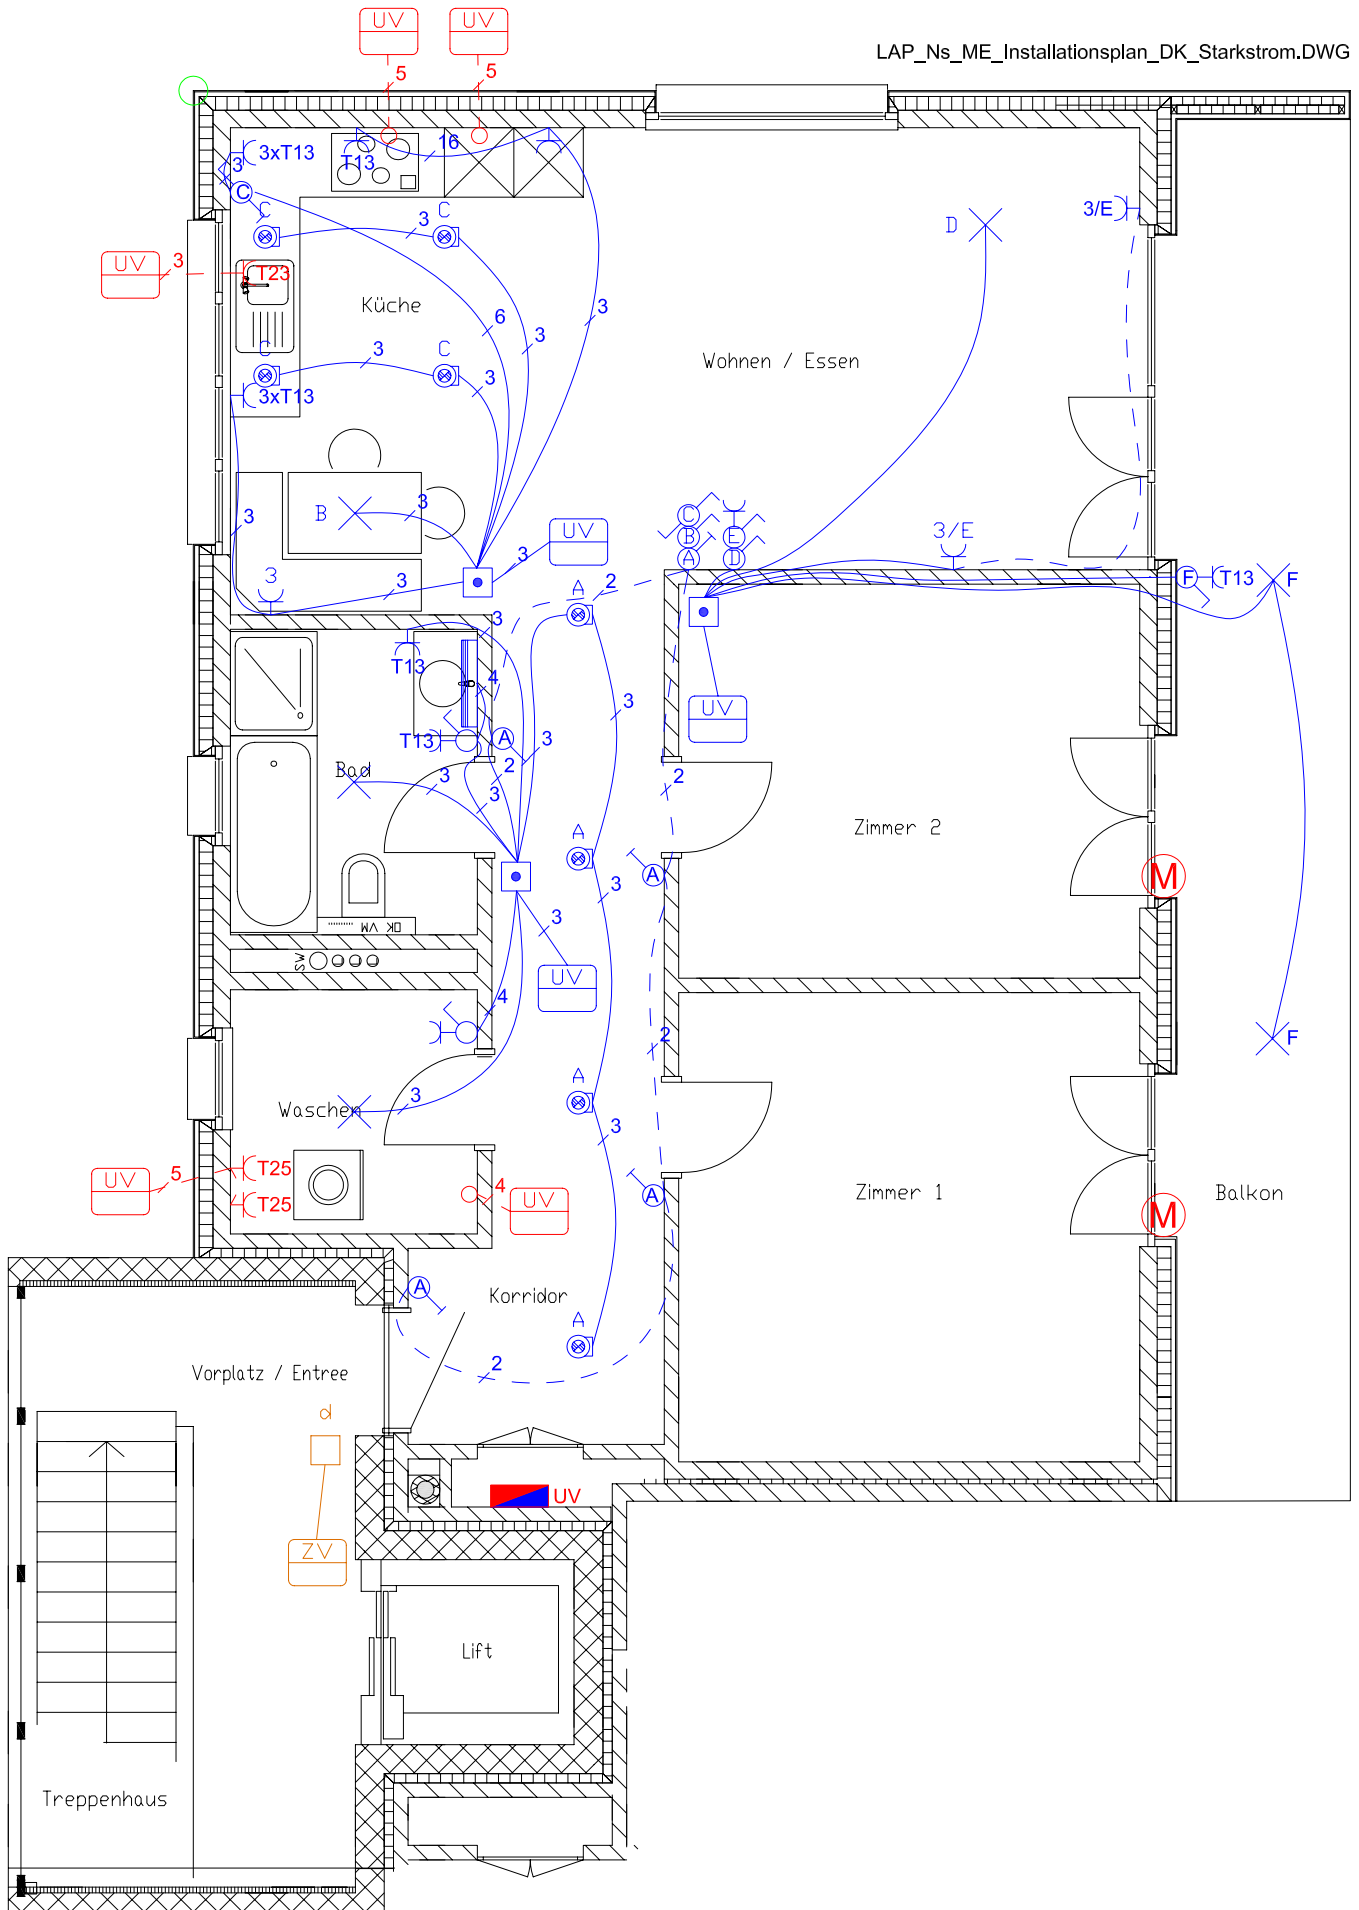 UV
UV
LAP_Ns_ME_Installationsplan_DK_Starkstrom.DWG
5
5
3xT13
T13
16
3
C
C
C
3
3/E
D
UV
3
T23
Küche
6
3
3
Wohnen / Essen
C
C
3
3
3xT13
B
3
3
C
B
A
E
D
3/E
UV
3
3
3
A
2
F
T13
F
3
T13
4
3
UV
T13
A
3
2
Bad
3
3
2
A
Zimmer 2
A
M
3
OK VM
3
SW
UV
4
2
F
A
3
Waschen
3
T25
5
UV
T25
4
UV
A
Zimmer 1
M
Balkon
A
Korridor
A
2
Vorplatz / Entree
d
UV
ZV
Lift
Treppenhaus